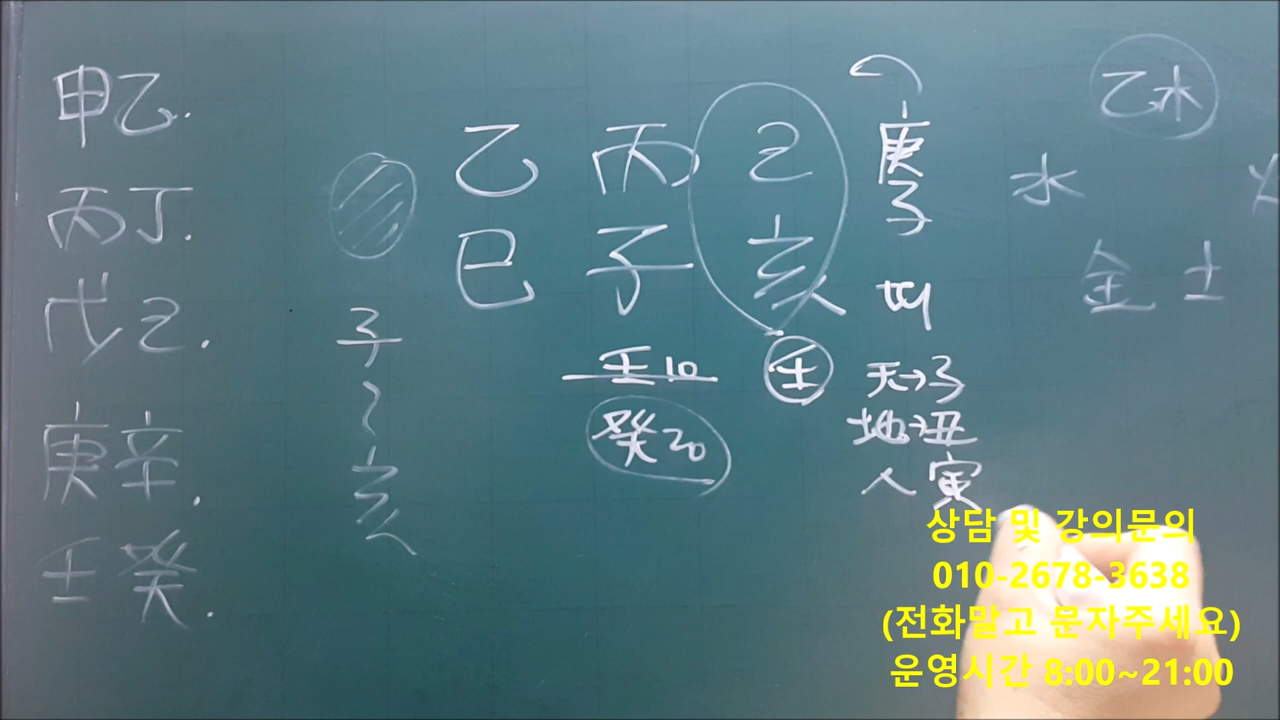 申乙.
丙丁.
戊己.
庚辛.
壬癸.
子
~
亥
乙 丙 己
巳 子 亥
壬10 壬
癸20
庚
子
天→子
地→丑
人 寅
乙木
水 火
金 土
상담 및 강의문의
010-2678-3638
(전화말고 문자주세요)
운영시간 8:00~21:00